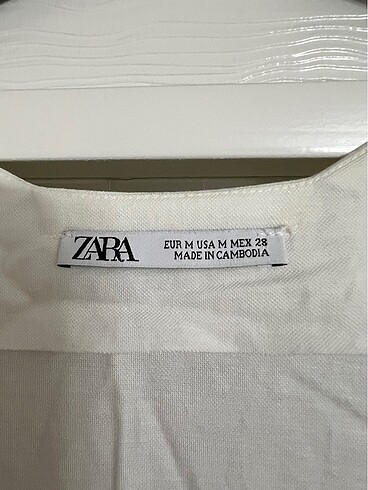 ZARA
EUR M USA M MEX 28
MADE IN CAMBODIA